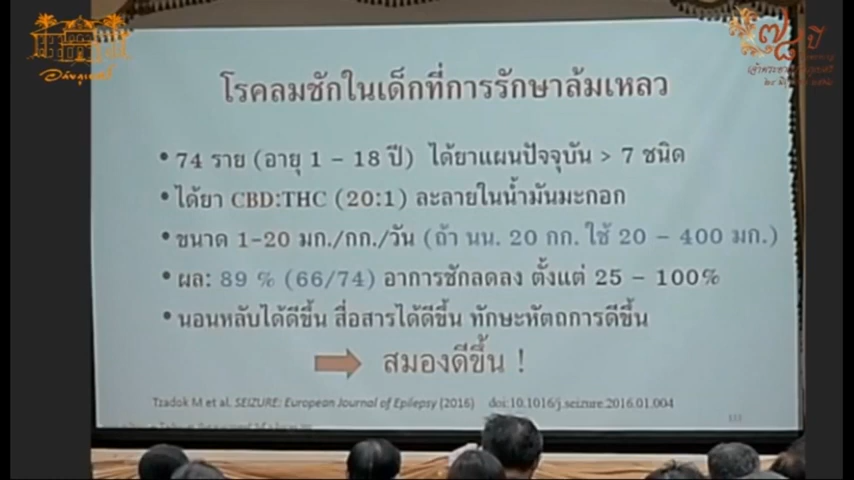 โรคลมชักในเด็กที่การรักษาล้มเหลว
• 74 ราย (อายุ 1 – 18 ปี) ได้ยาแผนปัจจุบัน > 7 ชนิด
• ได้ยา CBD:THC (20:1) ละลายในน้ำมันมะกอก
• ขนาด 1-20 มก./กก./วัน (ถ้า นน. 20 กก. ใช้ 20 – 400 มก.)
• ผล: 89 % (66/74) อาการชักลดลง ตั้งแต่ 25 – 100%
• นอนหลับได้ดีขึ้น สื่อสารได้ดีขึ้น ทักษะหัตถการดีขึ้น
สมองดีขึ้น !
Tzadok M et al. SEIZURE: European Journal of Epilepsy (2016) doi:10.1016/j.seizure.2016.01.004
๗๘ ปี